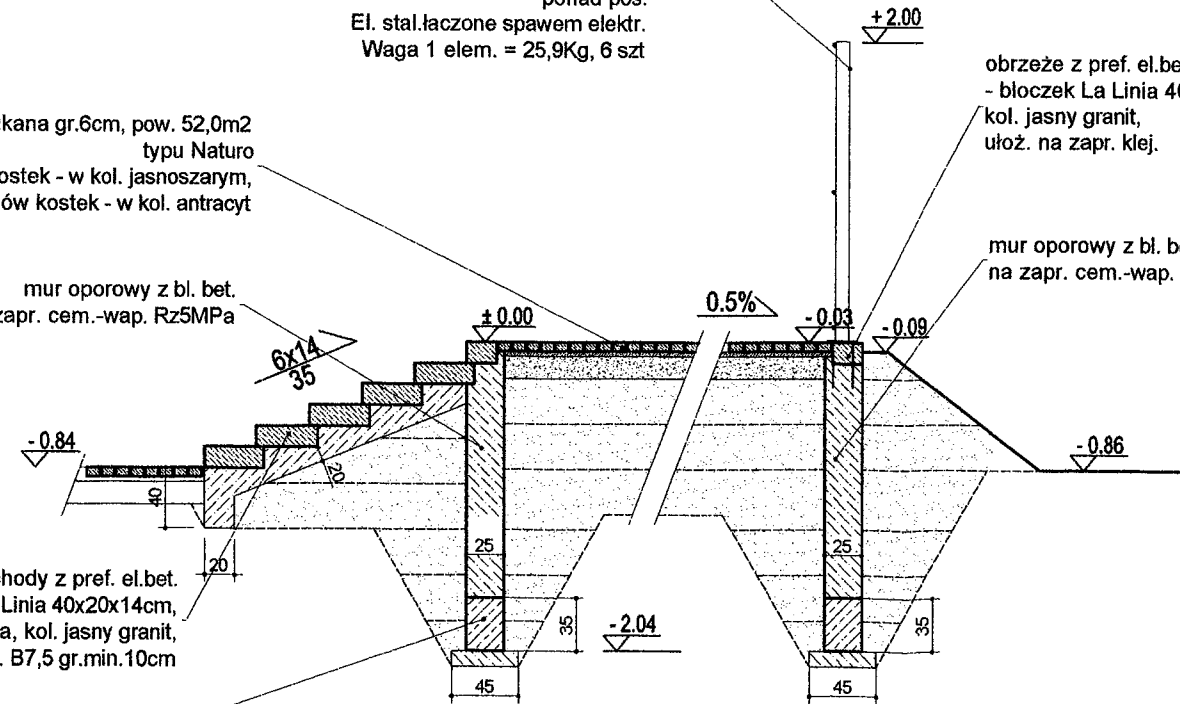 ponad pos.
El. stal.łaczone spawem elektr.
Waga 1 elem. = 25,9Kg, 6 szt
+ 2.00
obrzeże z pref. el.be
- bloczek La Linia 40
kol. jasny granit,
ułoż. na zapr. klej.
kana gr.6cm, pow. 52,0m2
typu Naturo
ostek - w kol. jasnoszarym,
ów kostek - w kol. antracyt
mur oporowy z bl. be
na zapr. cem.-wap.
mur oporowy z bl. bet.
zapr. cem.-wap. Rz5MPa
± 0.00
0.5%
- 0.03
- 0.09
6x14
35
- 0.84
- 0.86
20
40
20
25
25
chody z pref. el.bet.
Linia 40x20x14cm,
a, kol. jasny granit,
. B7,5 gr.min.10cm
35
- 2.04
35
45
45